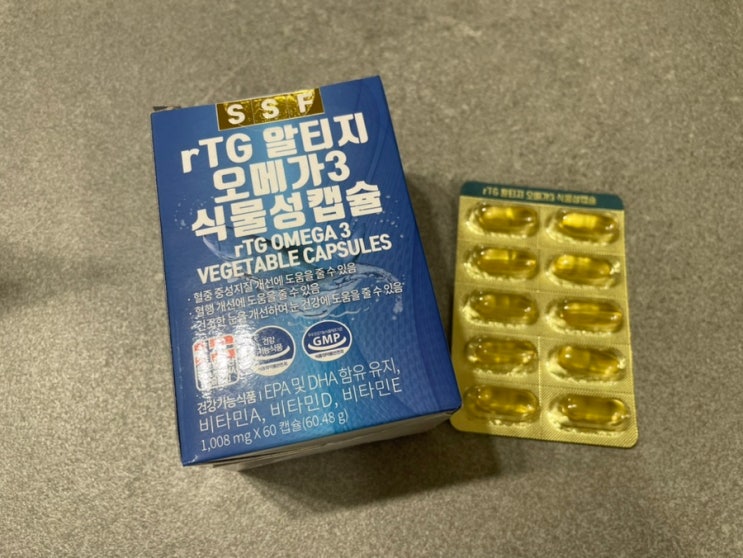 SSF
rTG 알티지
오메가3
식물성캡슐
rTG OMEGA 3
VEGETABLE CAPSULES
· 혈중 중성지질 개선에 도움을 줄 수 있음
· 혈행 개선에 도움을 줄 수 있음
· 건조한 눈을 개선하여 눈 건강에 도움을 줄 수 있음
건강
기능식품
GMP
건강기능식품 | EPA 및 DHA 함유 유지,
비타민A, 비타민D, 비타민E
1,008 mg X 60 캡슐(60.48 g)
rTG 알티지 오메가3 식물성캡슐